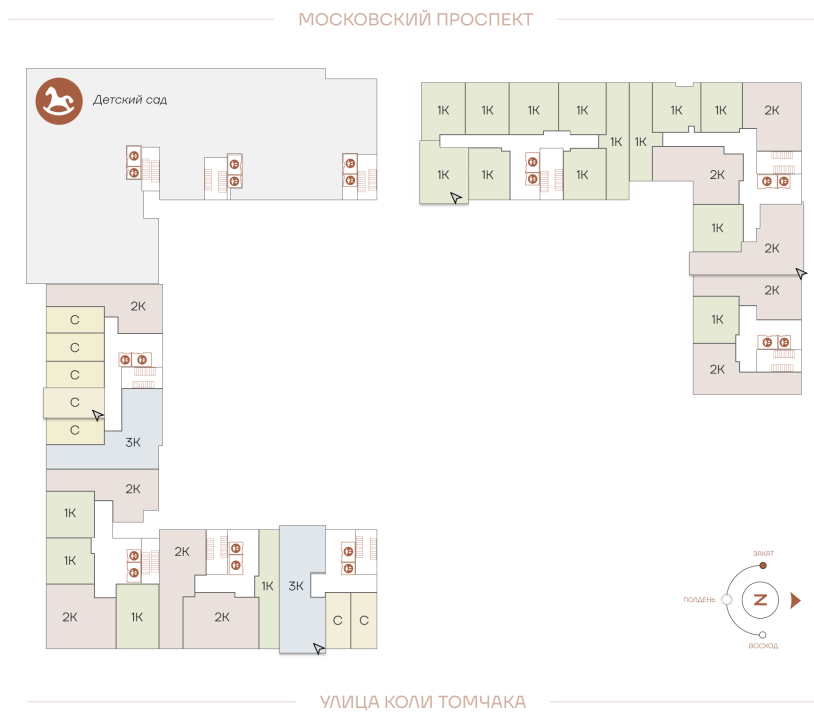 МОСКОВСКИЙ ПРОСПЕКТ
Детский сад
1К 1К 1К 1К 1К 1К 2К
1К 1К
1К 1К 1К
2К
1К
2К
2К
1К
2К
2К
С
С
С
С
С
3К
2К
1К
1К
2К 1К
2К
2К
1К 3К
С С
ЗАКАТ
ПОЛДЕНЬ
N
ВОСХОД
УЛИЦА КОЛИ ТОМЧАКА